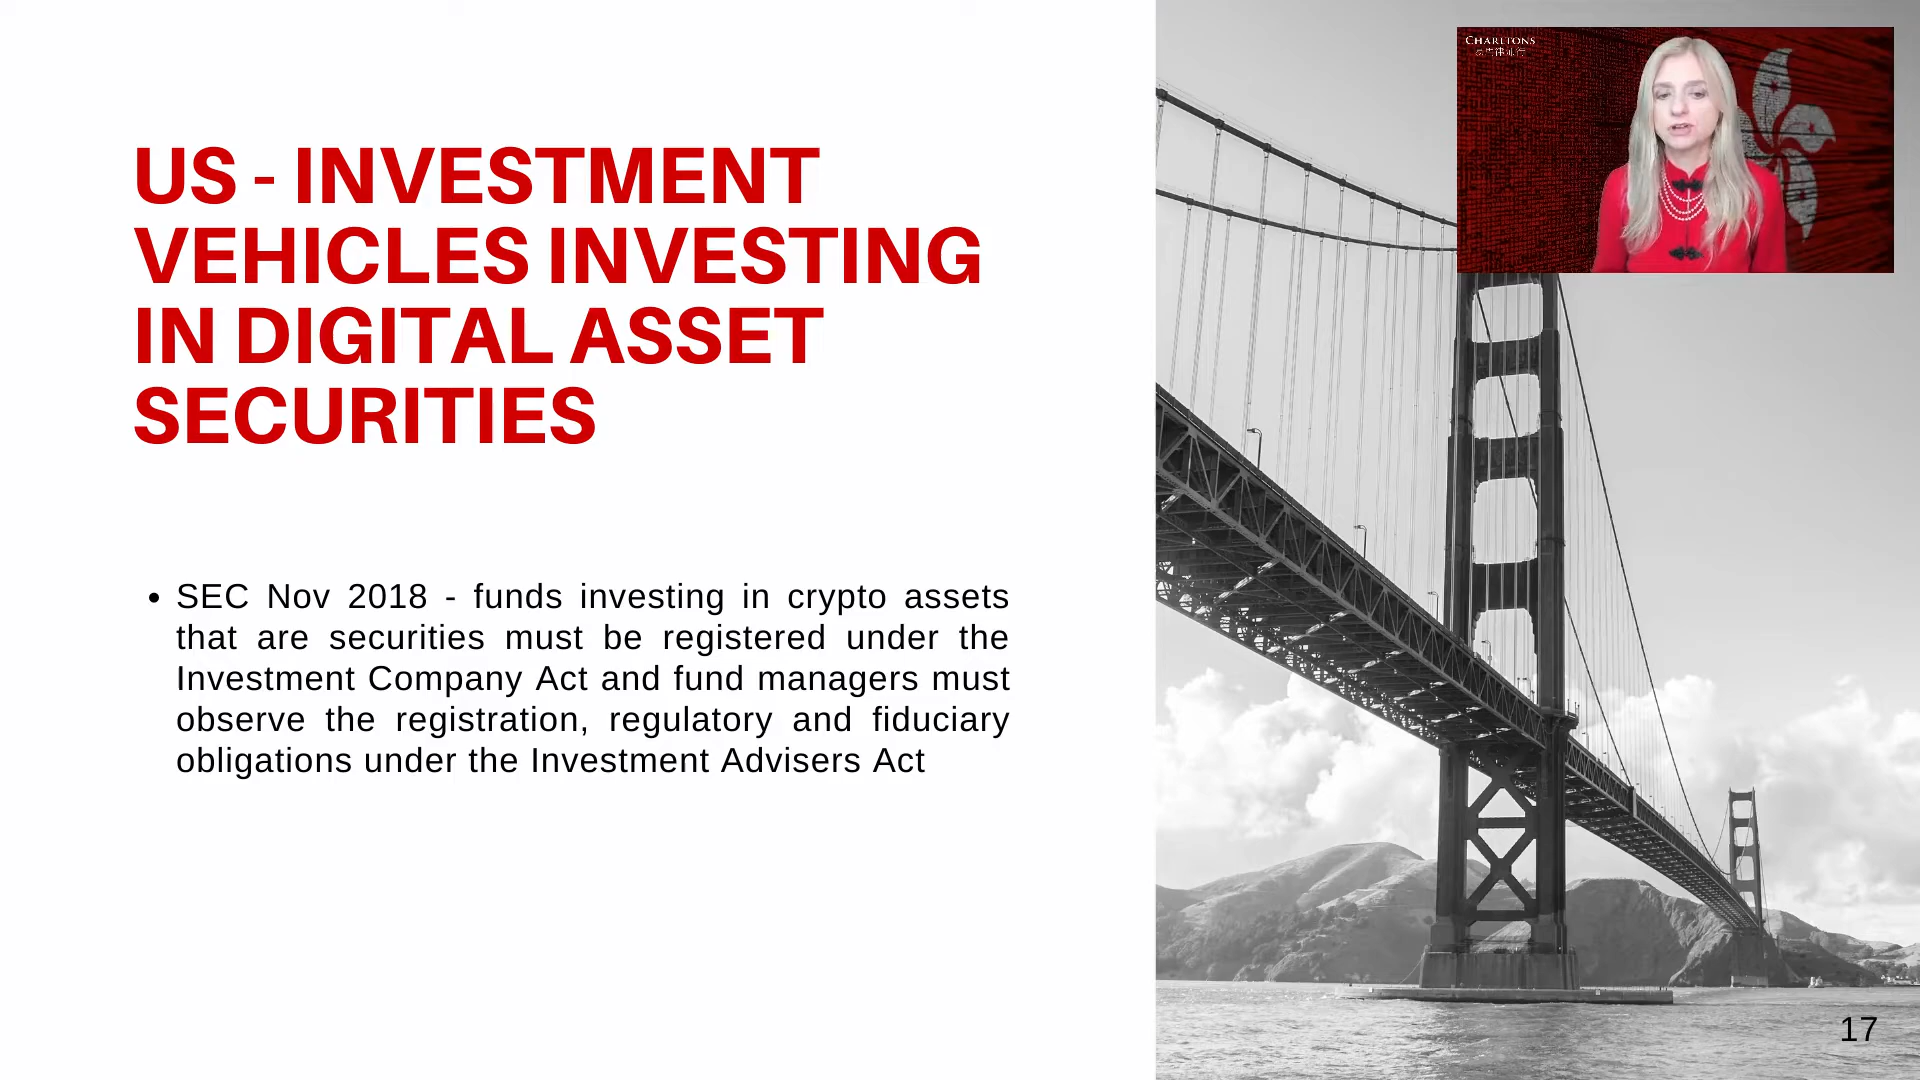 CHARLTONS
US - INVESTMENT
VEHICLES INVESTING
IN DIGITAL ASSET
SECURITIES
• SEC Nov 2018 - funds investing in crypto assets
that are securities must be registered under the
Investment Company Act and fund managers must
observe the registration, regulatory and fiduciary
obligations under the Investment Advisers Act
17